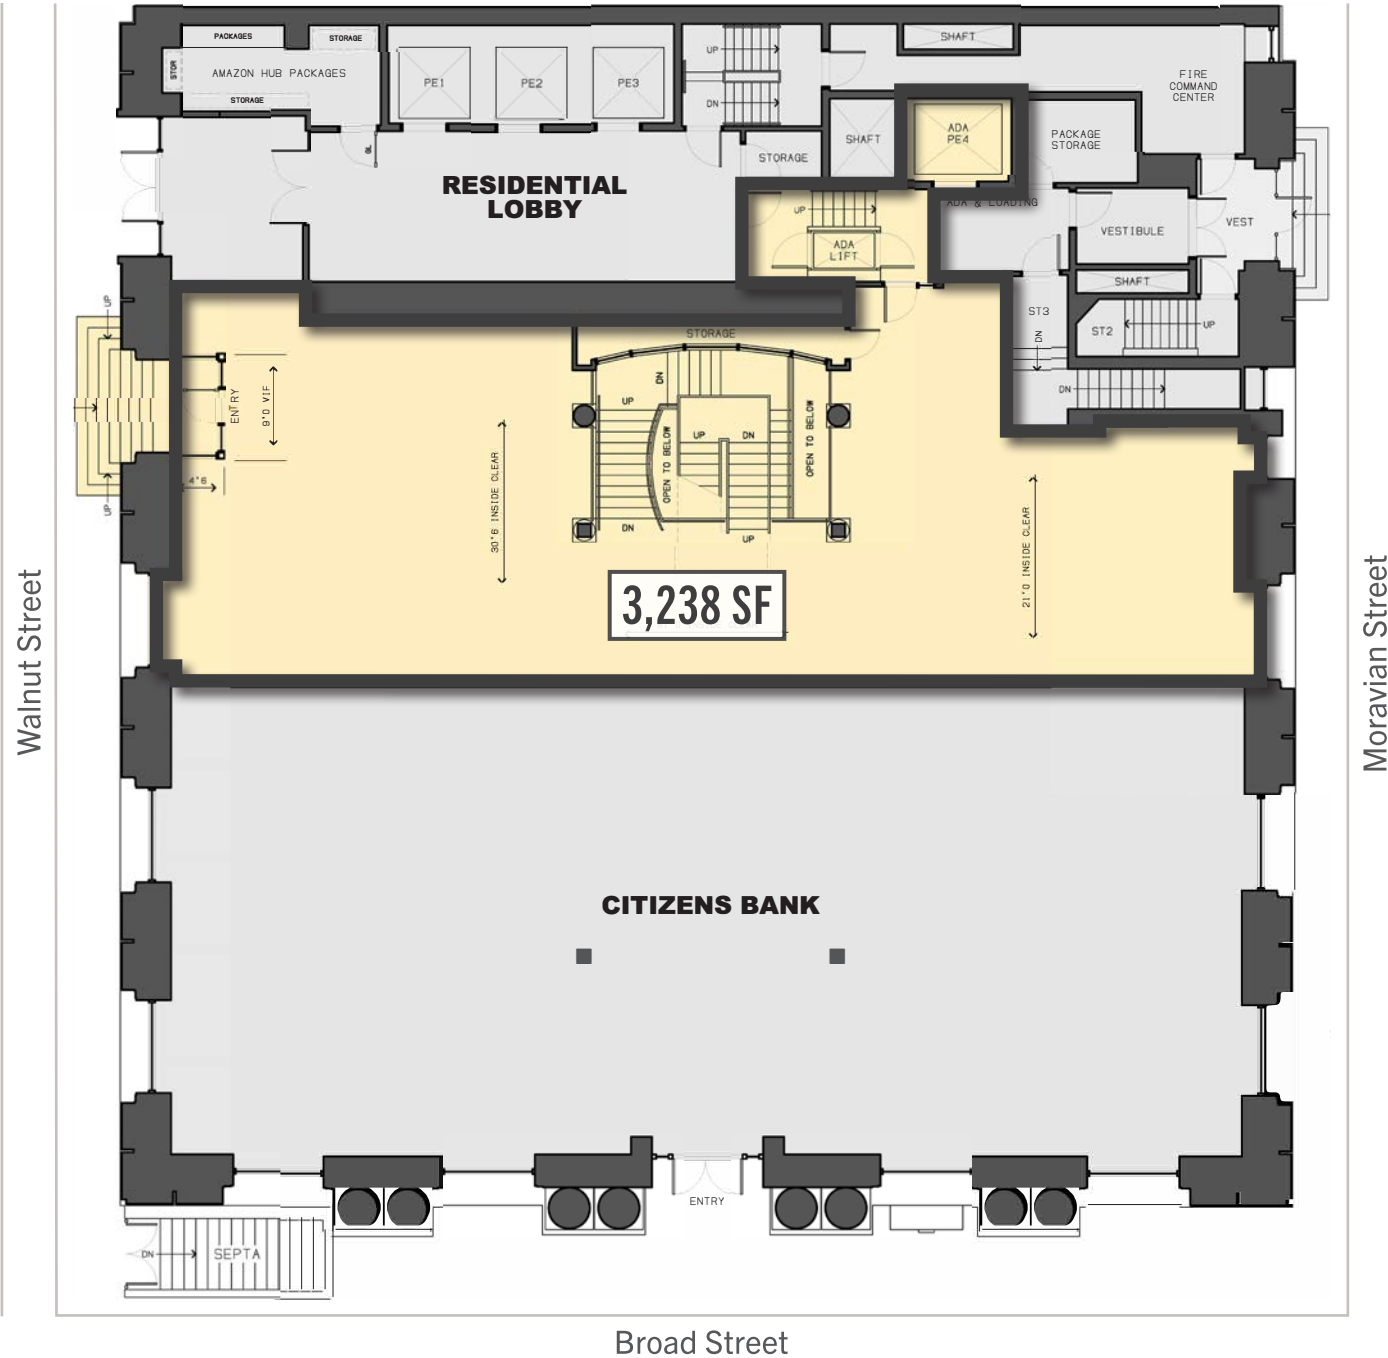 PACKAGES
STORAGE
STOR
AMAZON HUB PACKAGES
STORAGE
PE1
PE2
PE3
UP
DN
SHAFT
FIRE
COMMAND
CENTER
SHAFT
ADA
PE4
PACKAGE
STORAGE
GL
STORAGE
RESIDENTIAL
LOBBY
ADA & LOADING
UP
ADA
LIFT
VESTIBULE
VEST
SHAFT
ST3
DN
ST2
UP
DN
UP
STORAGE
ENTRY
9'0 VIF
4'6
UP
DN
UP
OPEN TO BELOW
UP
DN
OPEN TO BELOW
DN
UP
30'6 INSIDE CLEAR
21'0 INSIDE CLEAR
3,238 SF
Walnut Street
Moravian Street
CITIZENS BANK
ENTRY
DN
SEPTA
Broad Street